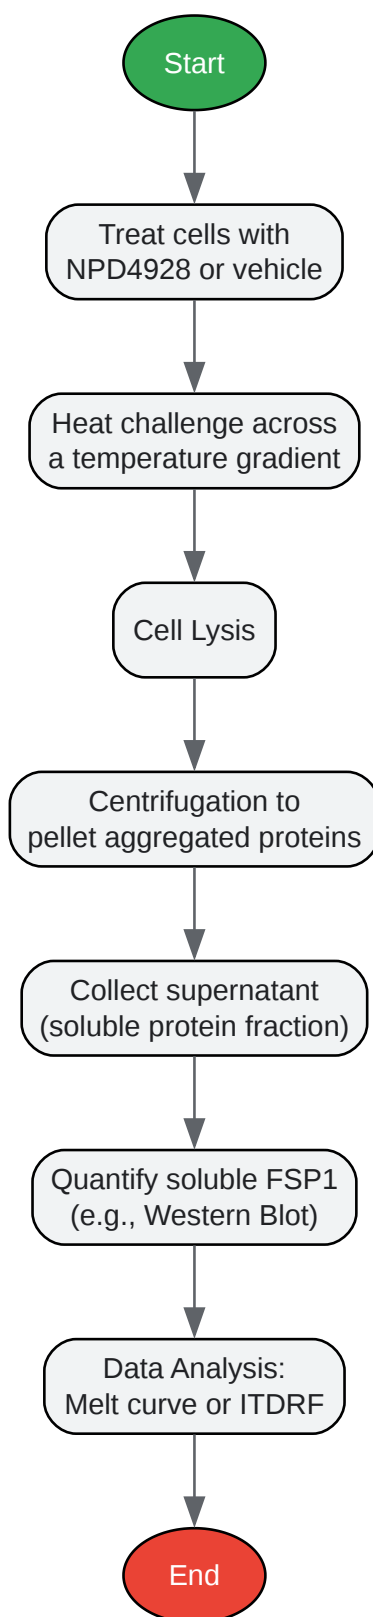 Start
Treat cells with
NPD4928 or vehicle
Heat challenge across
a temperature gradient
Cell Lysis
Centrifugation to
pellet aggregated proteins
Collect supernatant
(soluble protein fraction)
Quantify soluble FSP1
(e.g., Western Blot)
Data Analysis:
Melt curve or ITDRF
End